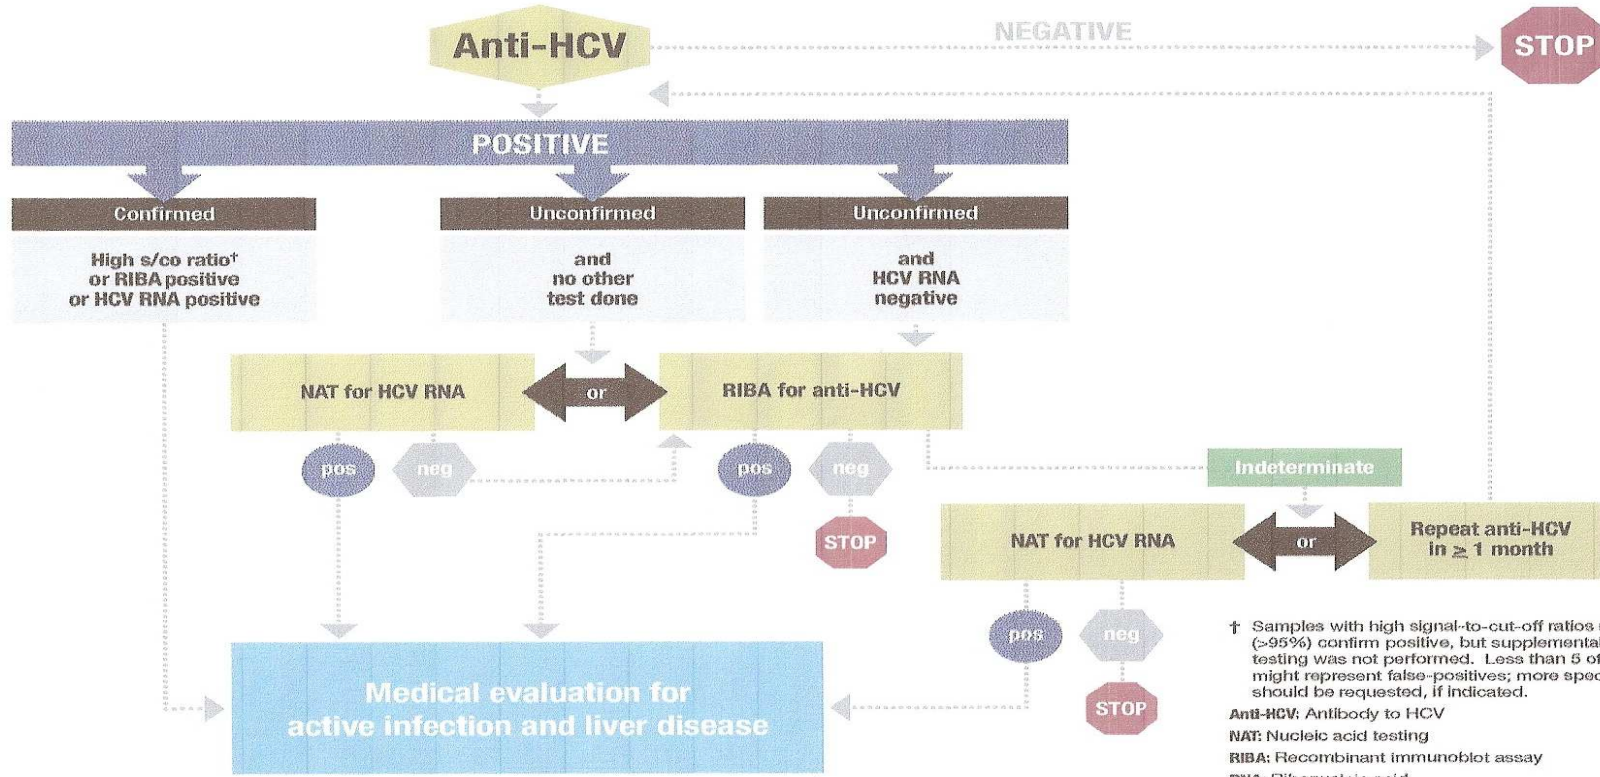 Anti-HCV
NEGATIVE
STOP
POSITIVE
Confirmed
High s/co ratio†
or RIBA positive
or HCV RNA positive
Unconfirmed
and
no other
test done
Unconfirmed
and
HCV RNA
negative
NAT for HCV RNA
or
RIBA for anti-HCV
pos
neg
pos
neg
STOP
Indeterminate
NAT for HCV RNA
or
Repeat anti-HCV
in ≥ 1 month
pos
neg
STOP
Medical evaluation for
active infection and liver disease
† Samples with high signal-to-cut-off ratios
(>95%) confirm positive, but supplemental
testing was not performed. Less than 5 of
might represent false-positives; more
should be requested, if indicated.
Anti-HCV: Antibody to HCV
NAT: Nucleic acid testing
RIBA: Recombinant immunoblot assay